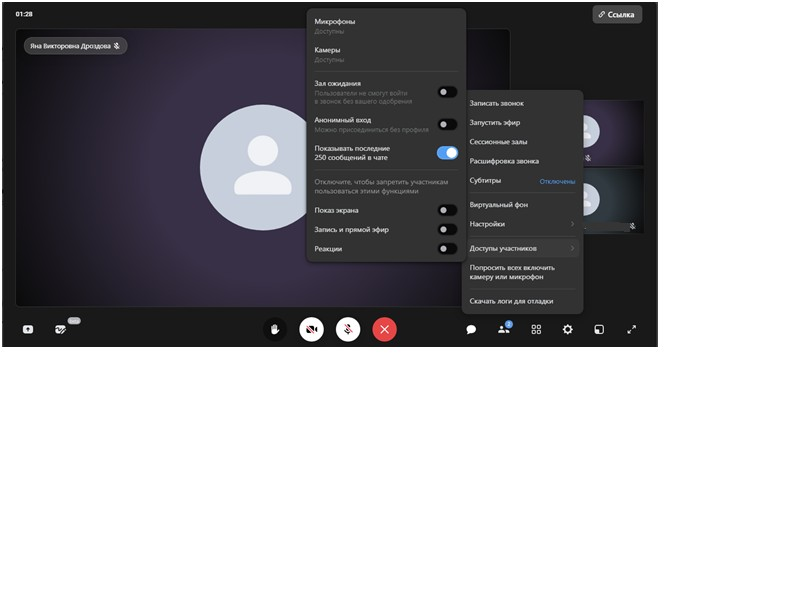 01:28
Ссылка
Яна Викторовна Дроздова
Микрофоны
Доступны
Камеры
Доступны
Зал ожидания
Пользователи не смогут войти
в звонок без вашего одобрения
Анонимный вход
Можно присоединиться без профиля
Показывать последние
250 сообщений в чате
Отключите, чтобы запретить участникам
пользоваться этими функциями
Показ экрана
Запись и прямой эфир
Реакции
Записать звонок
Запустить эфир
Сессионные залы
Расшифровка звонка
Субтитры
Отключены
Виртуальный фон
Настройки
Доступы участников
Попросить всех включить
камеру или микрофон
Скачать логи для отладки